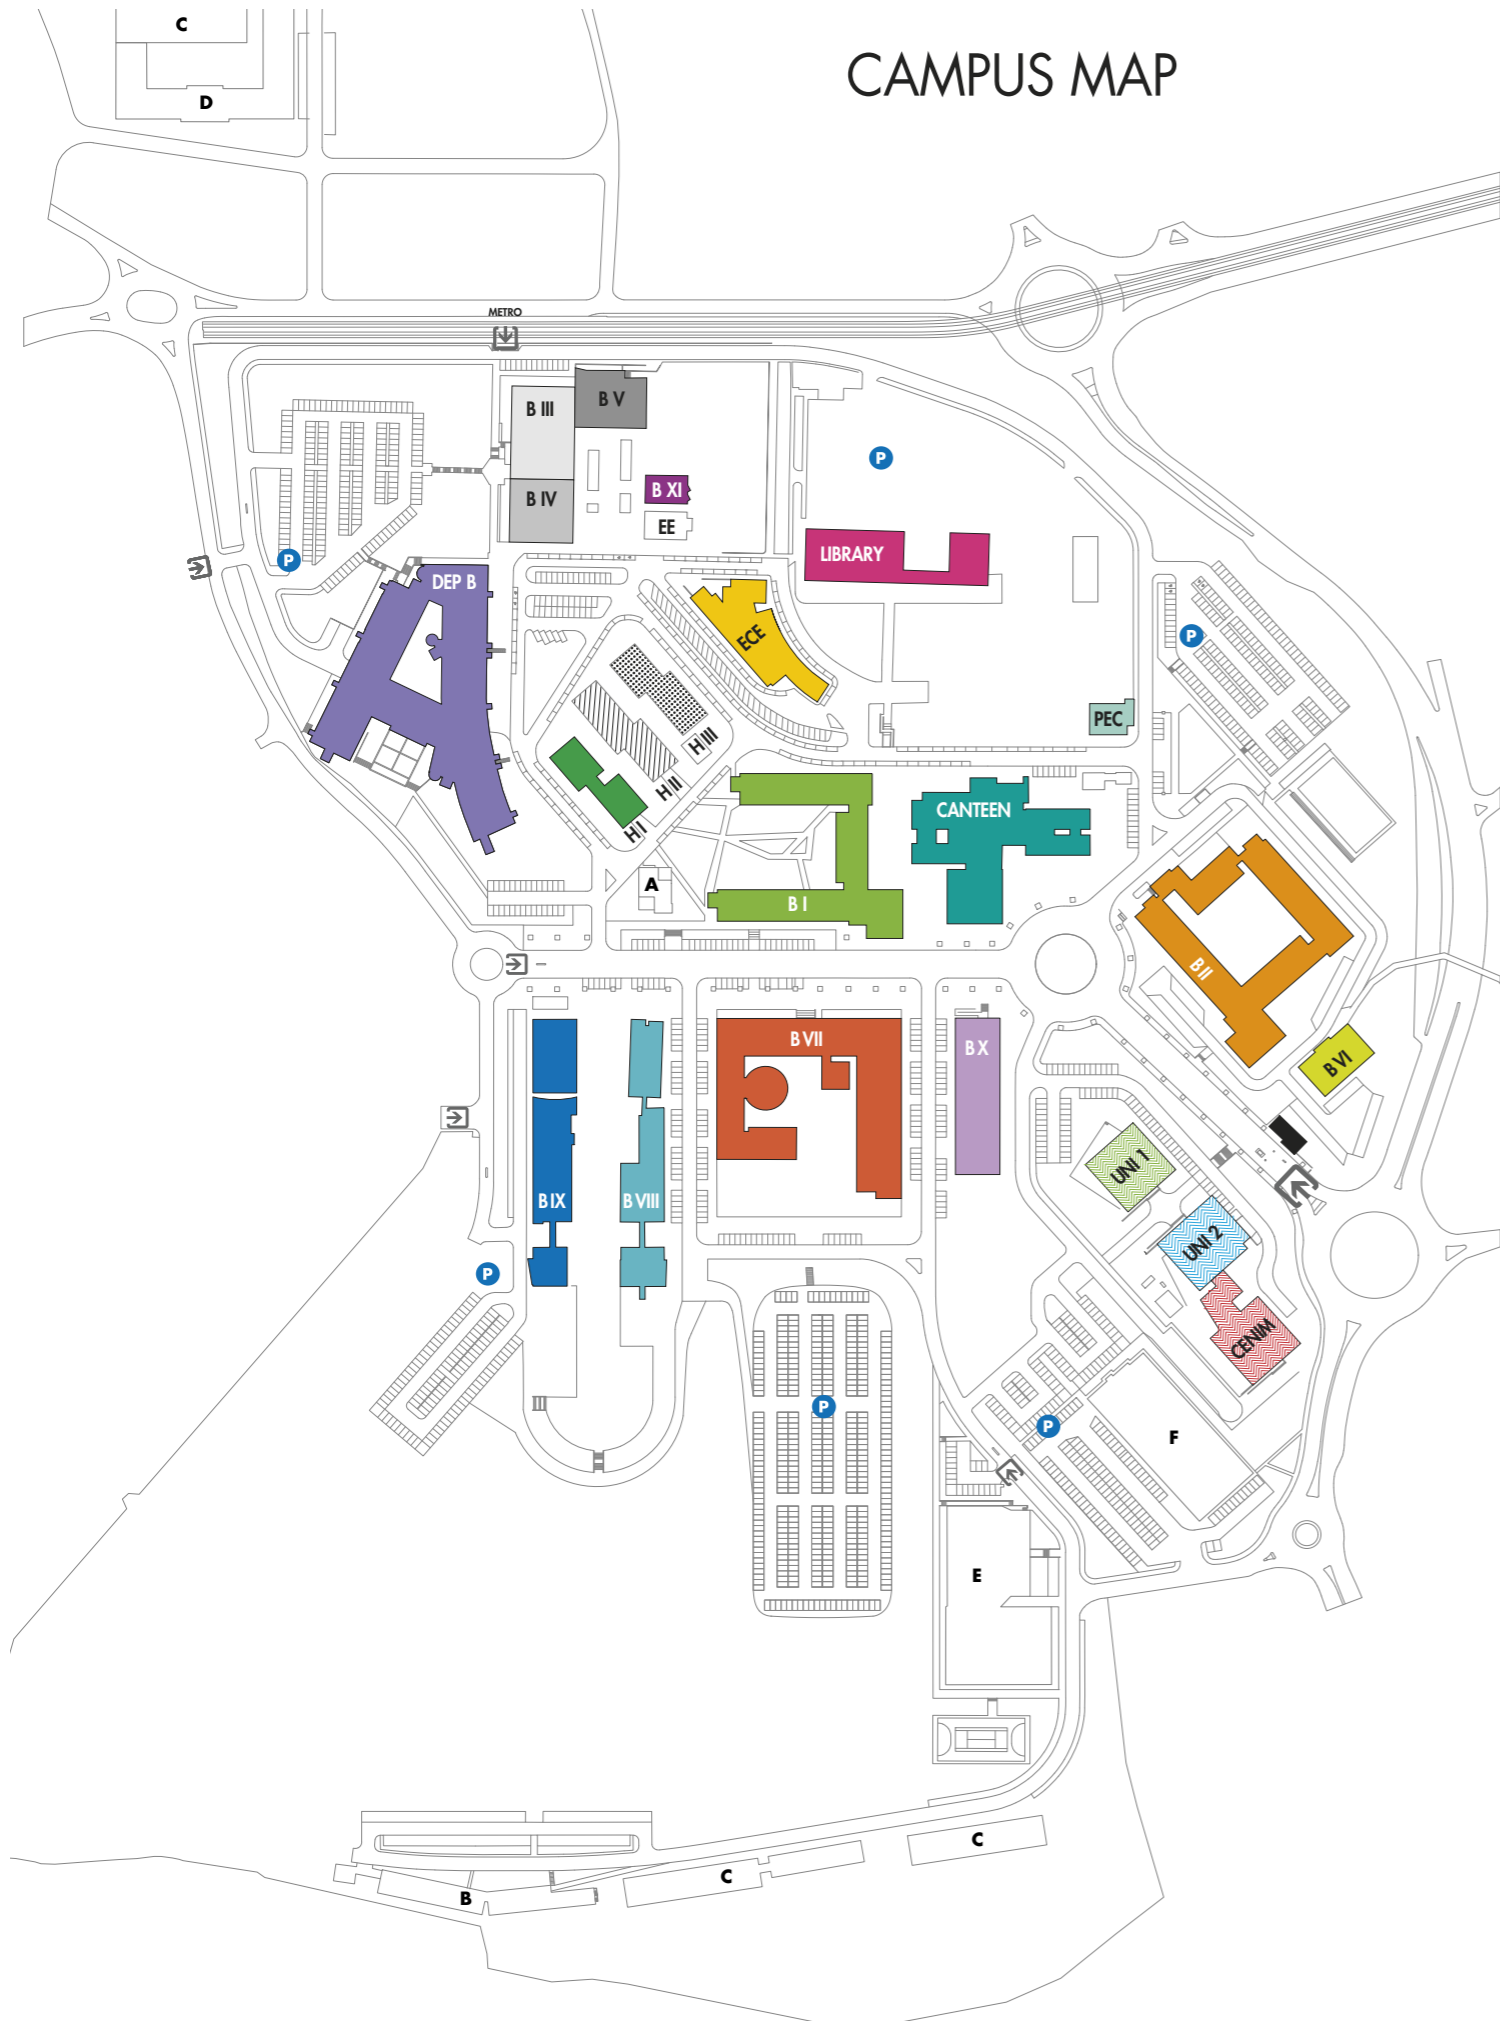 C
CAMPUS MAP
D
METRO
B III
B V
P
B XI
B IV
EE
LIBRARY
P
DEP B
ECE
P
PEC
H III
H II
H I
CANTEEN
A
B I
B II
B VII
B X
B VI
UNI 1
B IX
B VIII
UNI 2
P
CENIM
P
P
F
E
C
C
B